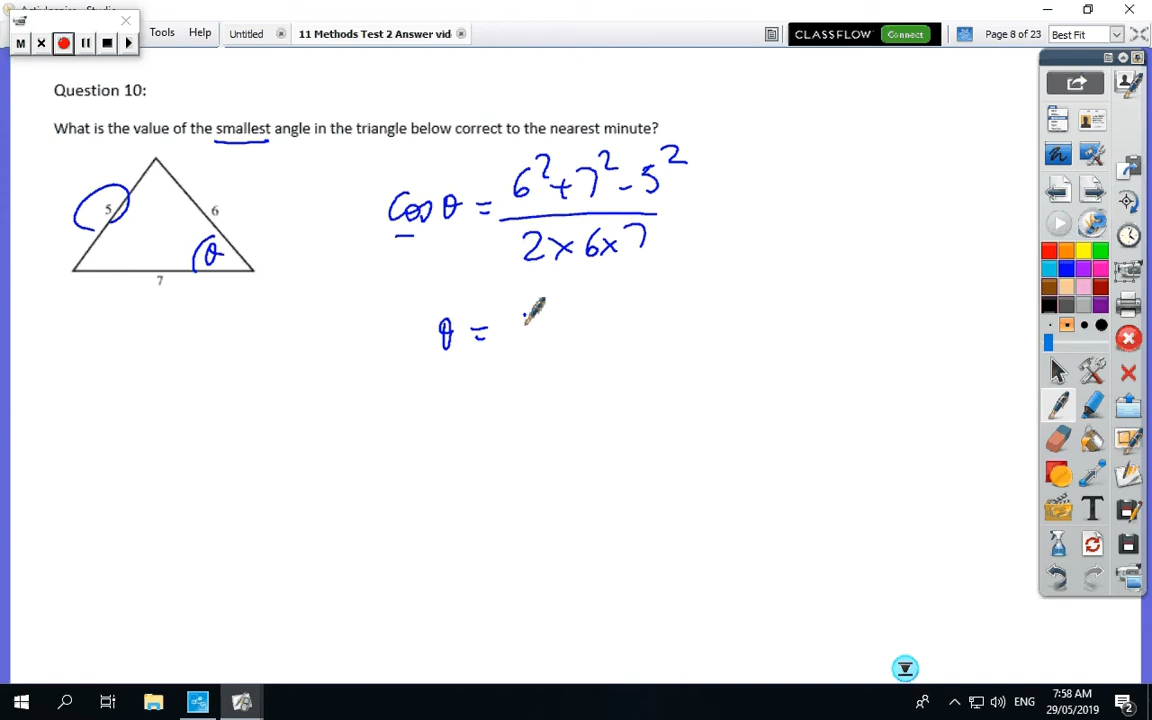 Tools Help Untitled 11 Methods Test 2 Answer vid CLASSFLOW Connect Page 8 of 23 Best Fit
M
Question 10:
What is the value of the smallest angle in the triangle below correct to the nearest minute?
5
6
7
θ
cos θ = 6² + 7² - 5²
2 × 6 × 7
θ =
T
ENG
7:58 AM
29/05/2019
2